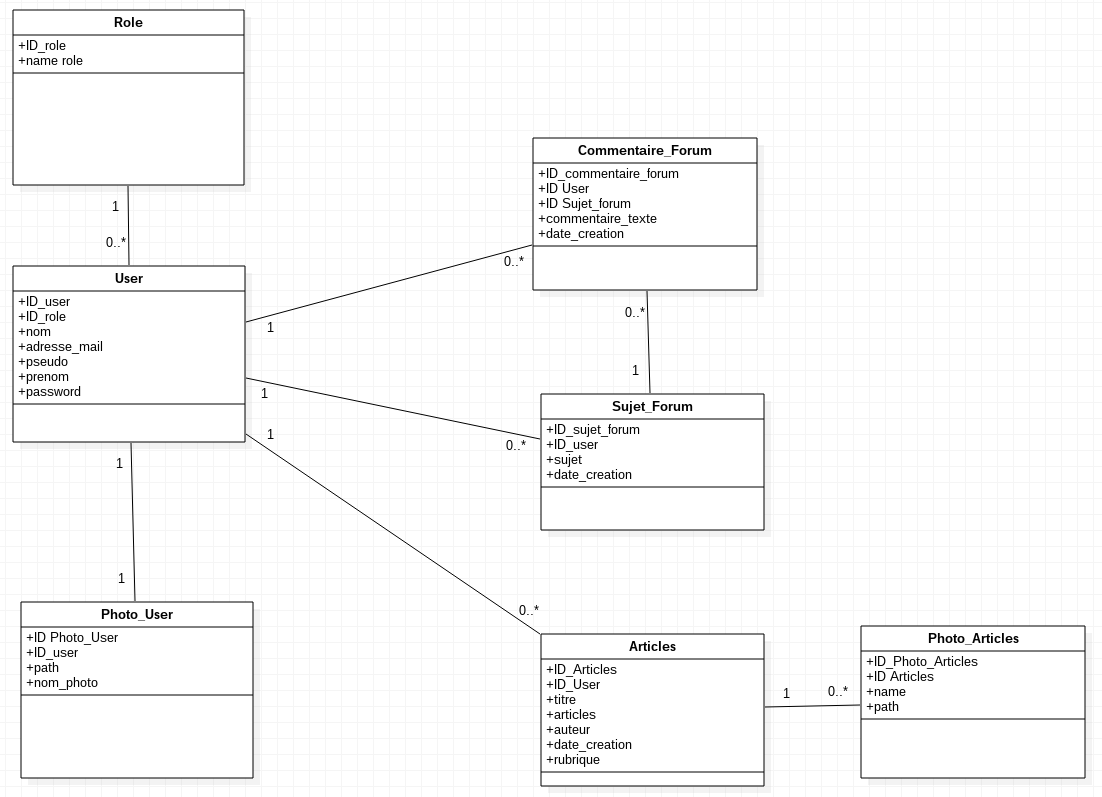 Role
+ID_role
+name role
1
0..*
User
+ID_user
+ID_role
+nom
+adresse_mail
+pseudo
+prenom
+password
1
1
1
1
1
Photo_User
+ID Photo_User
+ID_user
+path
+nom_photo
Commentaire_Forum
+ID_commentaire_forum
+ID User
+ID Sujet_forum
+commentaire_texte
+date_creation
0..*
0..*
1
Sujet_Forum
+ID_sujet_forum
+ID_user
+sujet
+date_creation
0..*
0..*
Articles
+ID_Articles
+ID_User
+titre
+articles
+auteur
+date_creation
+rubrique
1
0..*
Photo_Articles
+ID_Photo_Articles
+ID Articles
+name
+path